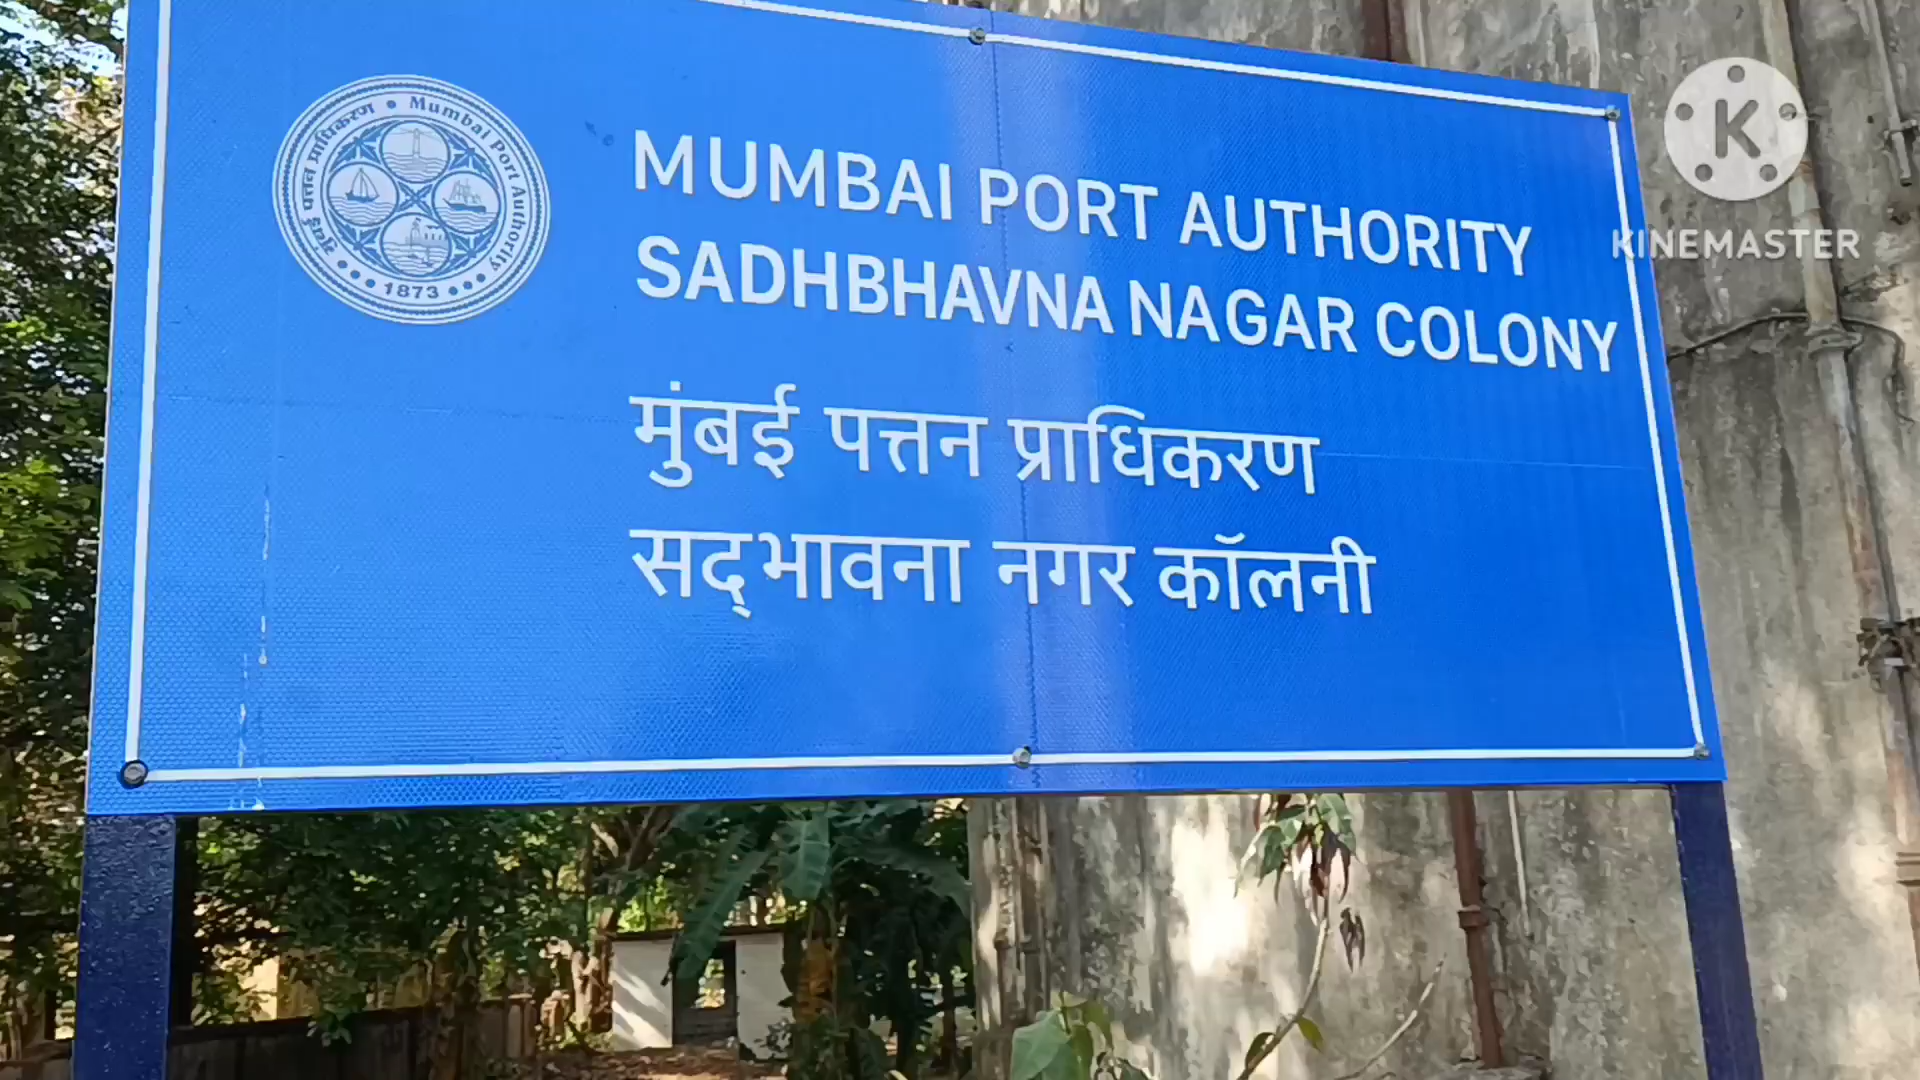 मुंबई पत्तन प्राधिकरण • Mumbai Port Authority
1873
MUMBAI PORT AUTHORITY
SADHBHAVNA NAGAR COLONY
मुंबई पत्तन प्राधिकरण
सद्‌भावना नगर कॉलनी
K
KINEMASTER